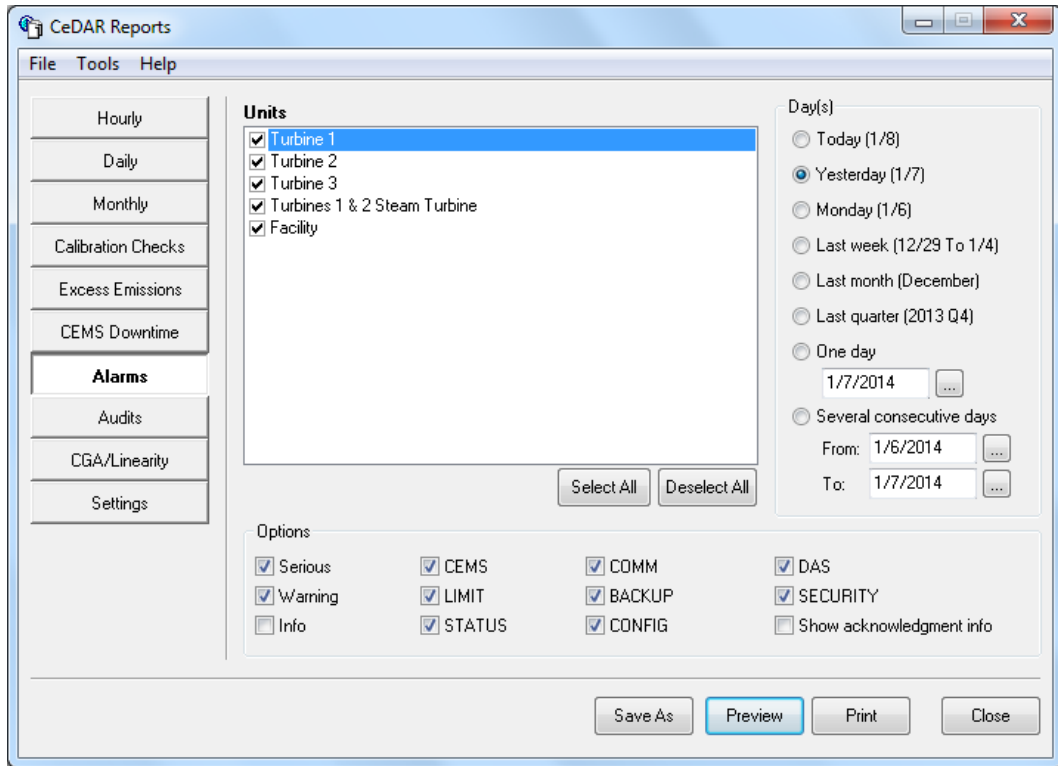 CeDAR Reports
File Tools Help
Hourly
Daily
Monthly
Calibration Checks
Excess Emissions
CEMS Downtime
Alarms
Audits
CGA/Linearity
Settings
Units
Turbine 1
Turbine 2
Turbine 3
Turbines 1 & 2 Steam Turbine
Facility
Select All Deselect All
Day(s)
Today (1/8)
Yesterday (1/7)
Monday (1/6)
Last week (12/29 To 1/4)
Last month (December)
Last quarter (2013 Q4)
One day
1/7/2014 ...
Several consecutive days
From: 1/6/2014 ...
To: 1/7/2014 ...
Options
Serious CEMS COMM DAS
Warning LIMIT BACKUP SECURITY
Info STATUS CONFIG Show acknowledgment info
Save As Preview Print Close